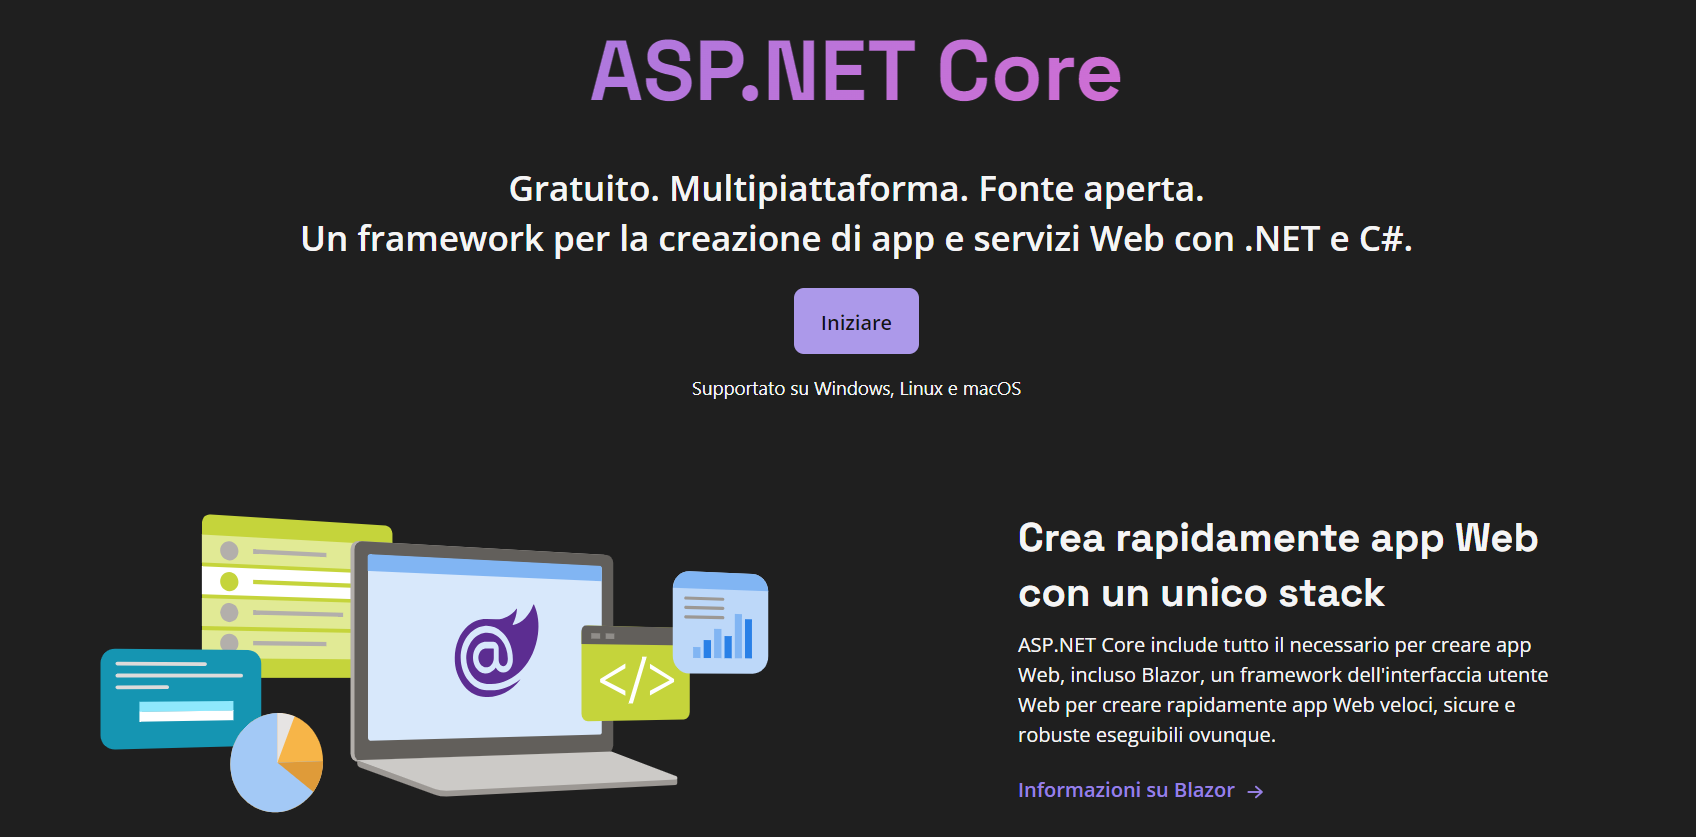 ASP.NET Core
Gratuito. Multipiattaforma. Fonte aperta.
Un framework per la creazione di app e servizi Web con .NET e C#.
Iniziare
Supportato su Windows, Linux e macOS
@
</>
Crea rapidamente app Web
con un unico stack
ASP.NET Core include tutto il necessario per creare app
Web, incluso Blazor, un framework dell'interfaccia utente
Web per creare rapidamente app Web veloci, sicure e
robuste eseguibili ovunque.
Informazioni su Blazor →